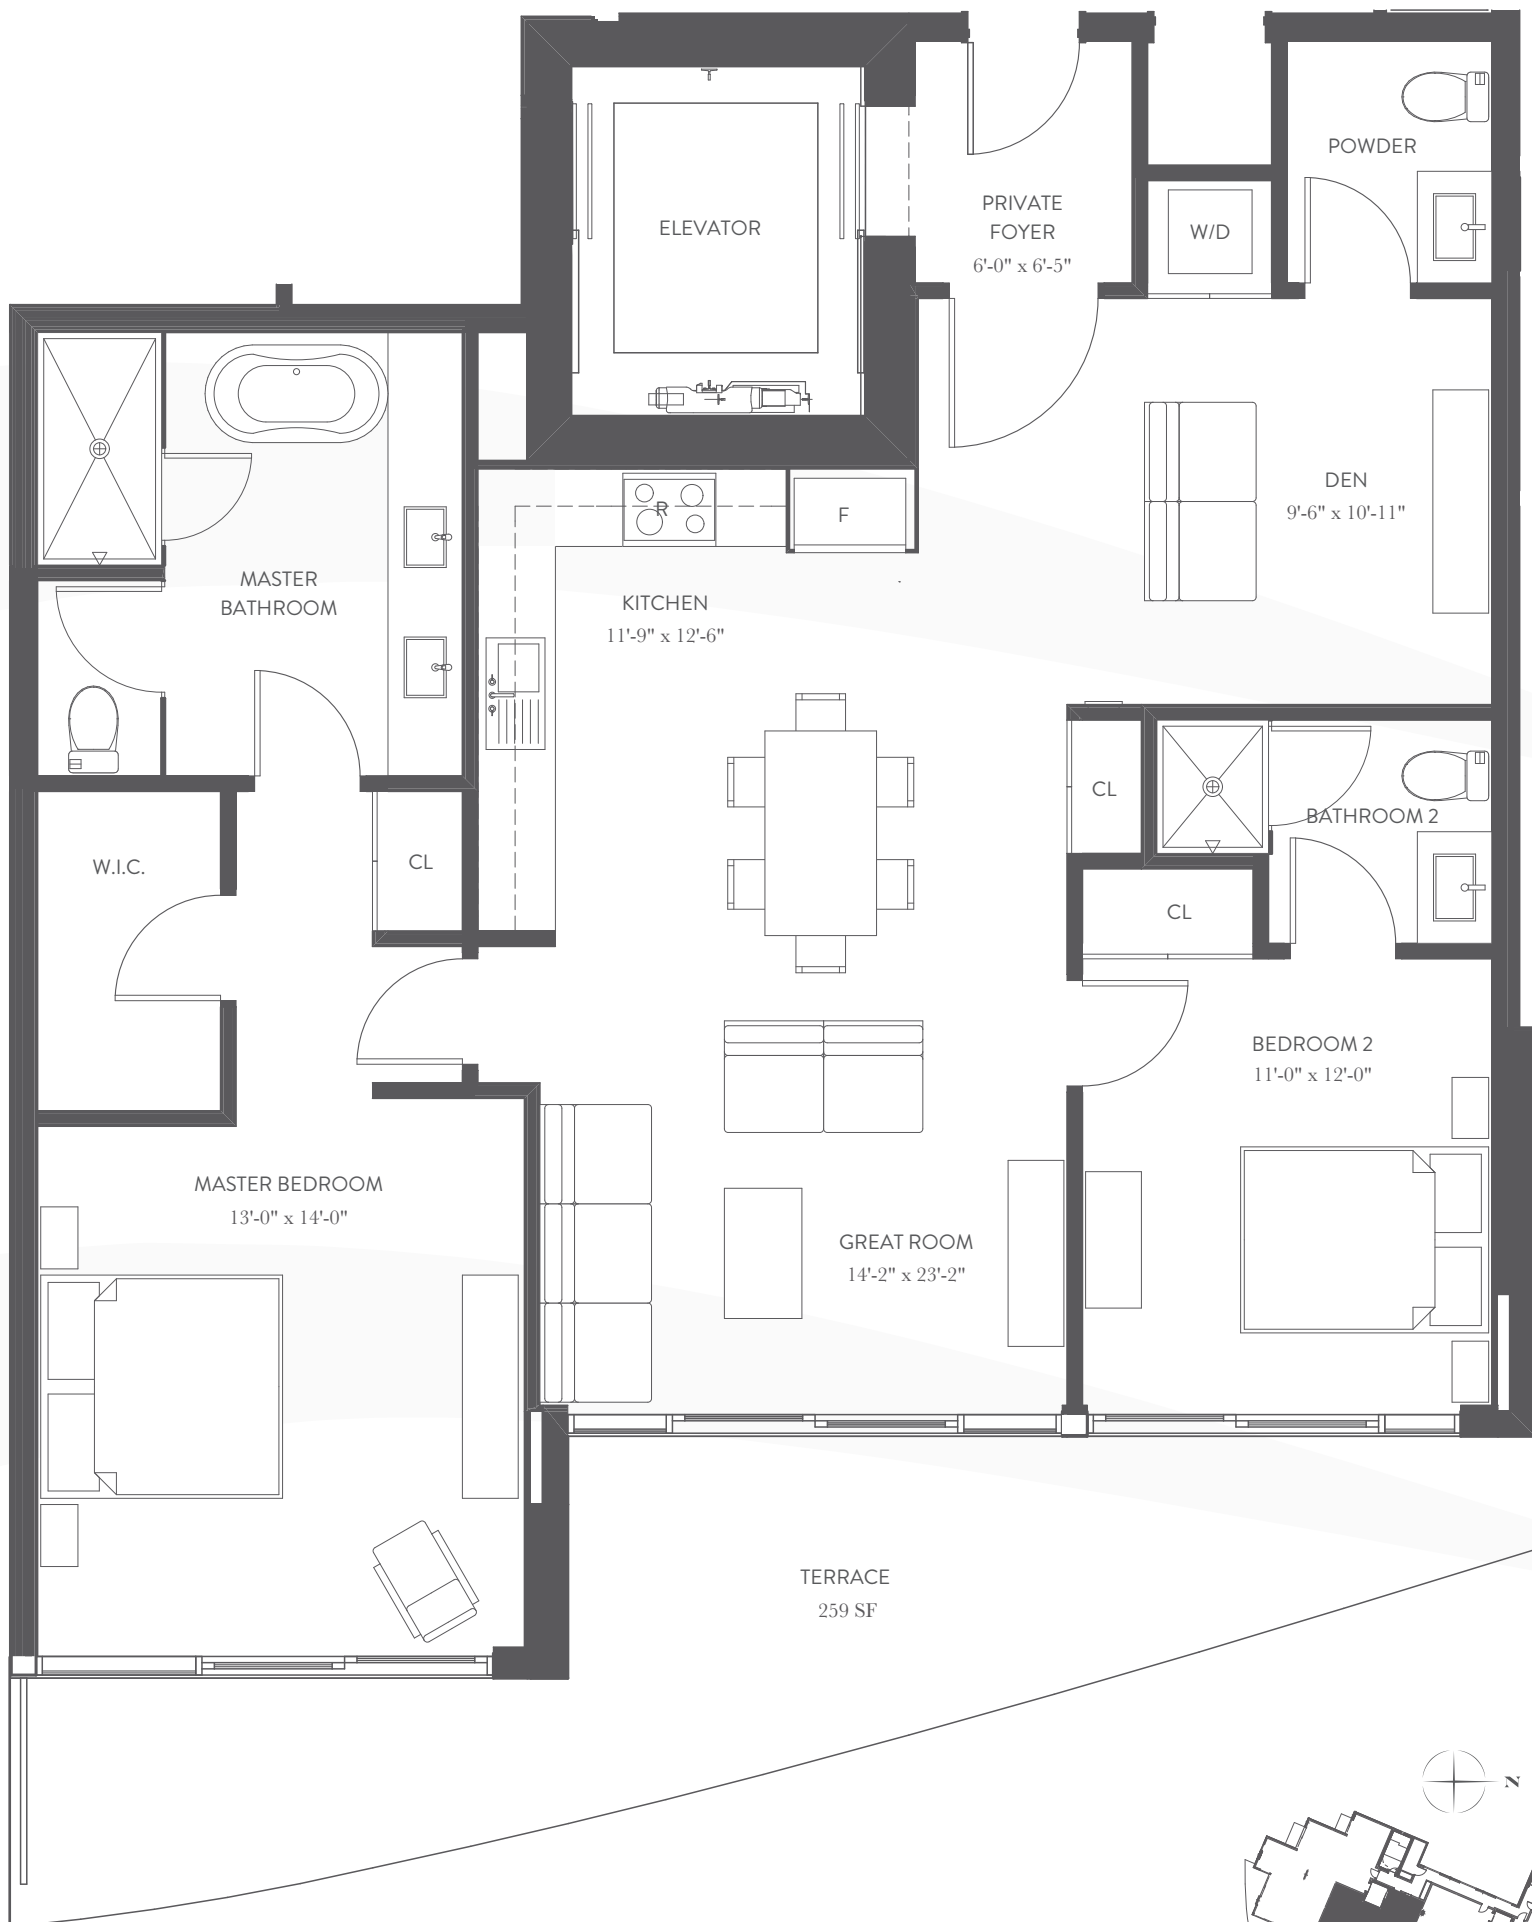 POWDER
PRIVATE
FOYER
6'-0" x 6'-5"
ELEVATOR
W/D
DEN
9'-6" x 10'-11"
R
F
MASTER
BATHROOM
KITCHEN
11'-9" x 12'-6"
CL
BATHROOM 2
W.I.C.
CL
CL
BEDROOM 2
11'-0" x 12'-0"
MASTER BEDROOM
13'-0" x 14'-0"
GREAT ROOM
14'-2" x 23'-2"
TERRACE
259 SF
N